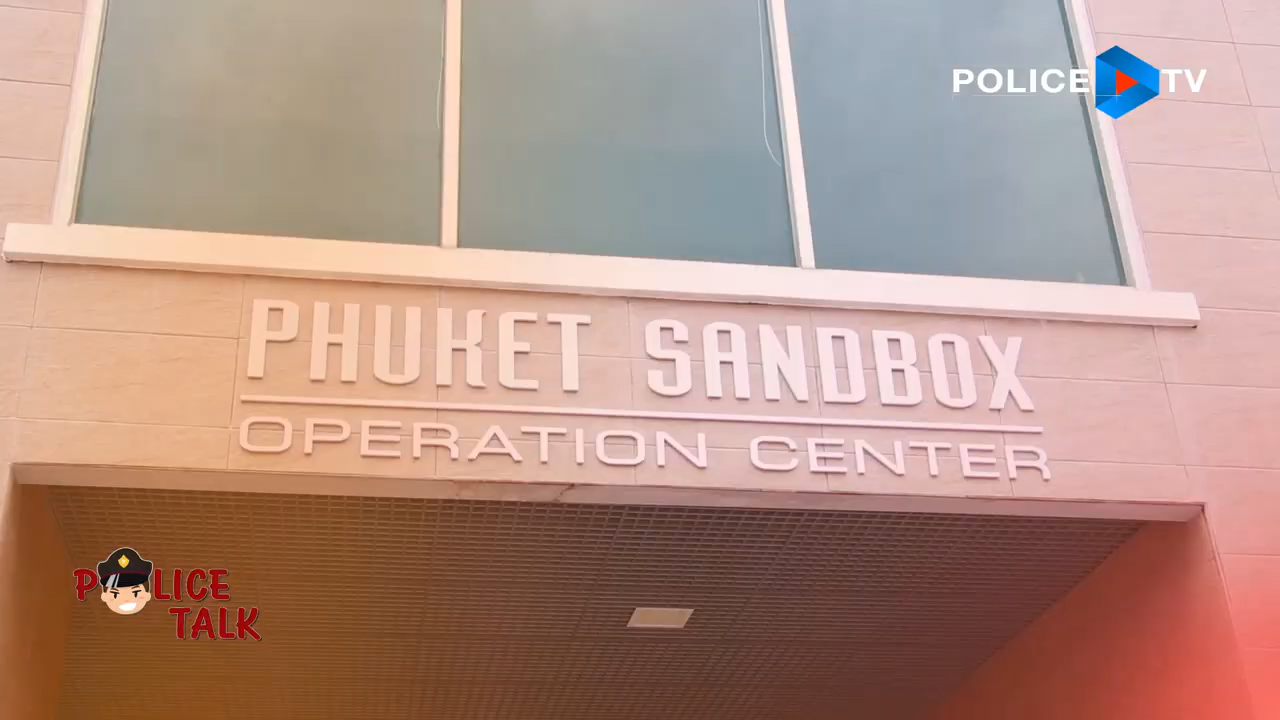 POLICE TV
PHUKET SANDBOX
OPERATION CENTER
POLICE
TALK